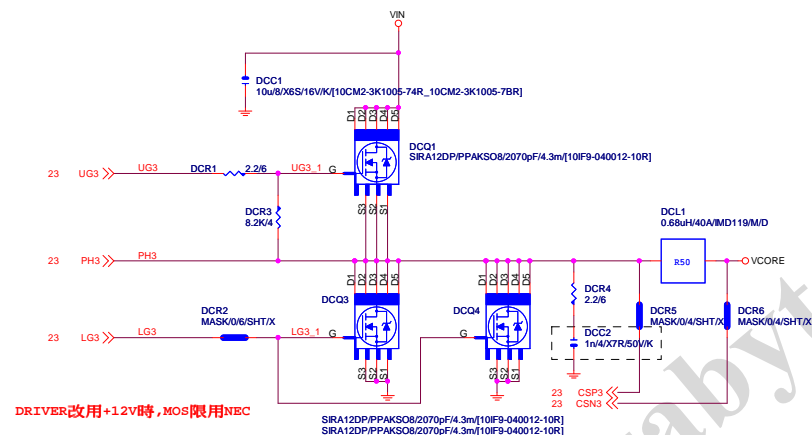 VIN
DCC1
10u/8/X6S/16V/K/[10CM2-3K1005-74R_10CM2-3K1005-7BR]
D1 D2 D3 D4 D5
DCQ1
SIRA12DP/PPAKSO8/2070pF/4.3m/[10IF9-040012-10R]
23 UG3 UG3 DCR1 2.2/6 UG3_1 G
S3 S2 S1
DCR3
8.2K/4
DCL1
0.68uH/40A/IMD119/M/D
23 PH3 PH3
R50
VCORE
D1 D2 D3 D4 D5
D1 D2 D3 D4 D5
DCR4
2.2/6
DCR2
MASK/0/6/SHT/X
DCQ3
DCQ4
DCR5
MASK/0/4/SHT/X
DCR6
MASK/0/4/SHT/X
23 LG3 LG3 LG3_1 G
G
DCC2
1n/4/X7R/50V/K
S3 S2 S1
S3 S2 S1
23 CSP3
23 CSN3
DRIVER改用+12V時,MOS限用NEC
SIRA12DP/PPAKSO8/2070pF/4.3m/[10IF9-040012-10R]
SIRA12DP/PPAKSO8/2070pF/4.3m/[10IF9-040012-10R]